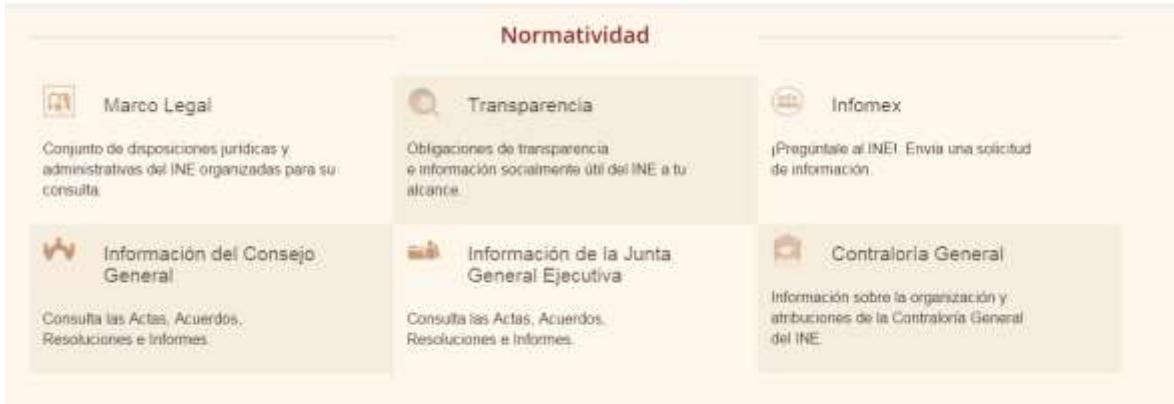 Normatividad
Marco Legal
Conjunto de disposiciones jurídicas y
administrativas del INE organizadas para su
consulta.
Transparencia
Obligaciones de transparencia
e información socialmente útil del INE a tu
alcance.
Infomex
¡Pregúntale al INE! Envía una solicitud
de información.
Información del Consejo
General
Consulta las Actas, Acuerdos,
Resoluciones e Informes.
Información de la Junta
General Ejecutiva
Consulta las Actas, Acuerdos,
Resoluciones e Informes.
Contraloría General
Información sobre la organización y
atribuciones de la Contraloría General
del INE.